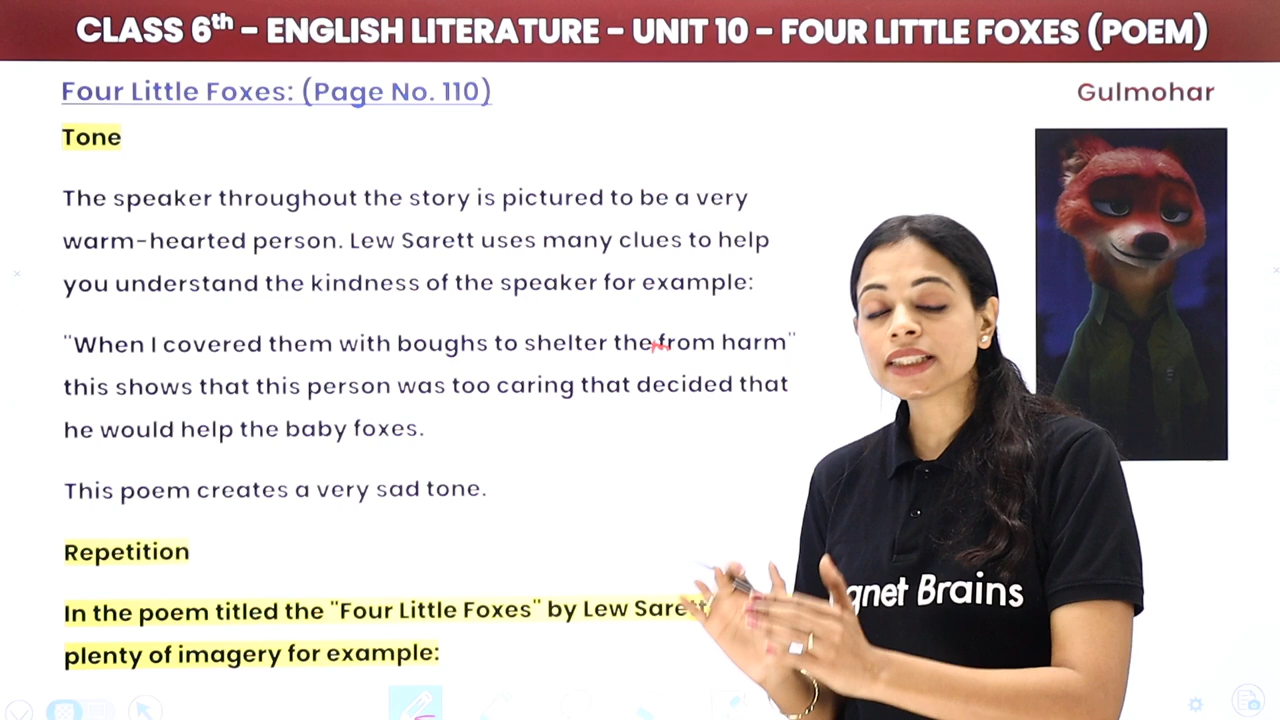 CLASS 6th – ENGLISH LITERATURE – UNIT 10 – FOUR LITTLE FOXES (POEM)
Four Little Foxes: (Page No. 110)
Gulmohar
Tone
The speaker throughout the story is pictured to be a very
warm-hearted person. Lew Sarett uses many clues to help
you understand the kindness of the speaker for example:
"When I covered them with boughs to shelter the from harm"
this shows that this person was too caring that decided that
he would help the baby foxes.
This poem creates a very sad tone.
Repetition
In the poem titled the "Four Little Foxes" by Lew
plenty of imagery for example:
Brains